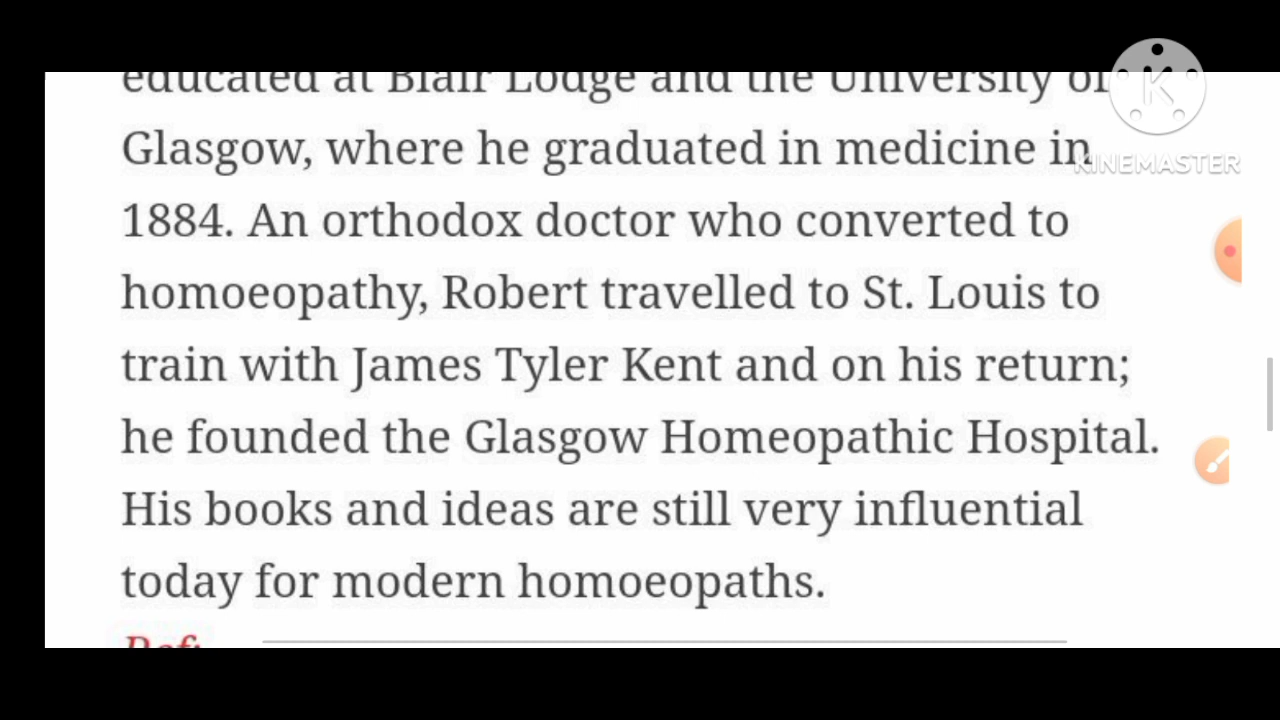 educated at Blair Lodge and the University of
Glasgow, where he graduated in medicine in
1884. An orthodox doctor who converted to
homoeopathy, Robert travelled to St. Louis to
train with James Tyler Kent and on his return;
he founded the Glasgow Homeopathic Hospital.
His books and ideas are still very influential
today for modern homoeopaths.
Ref:
K
KINEMASTER